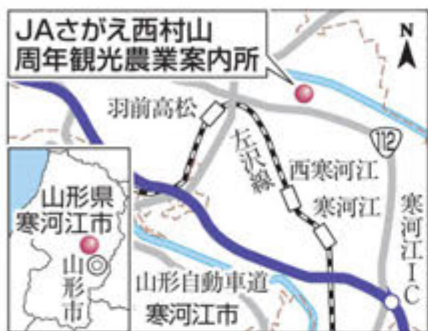 JAさがえ西村山
周年観光農業案内所
N
羽前高松
左沢線
112
西寒河江
寒河江
寒河江IC
山形県
寒河江市
山形市
山形自動車道
寒河江市